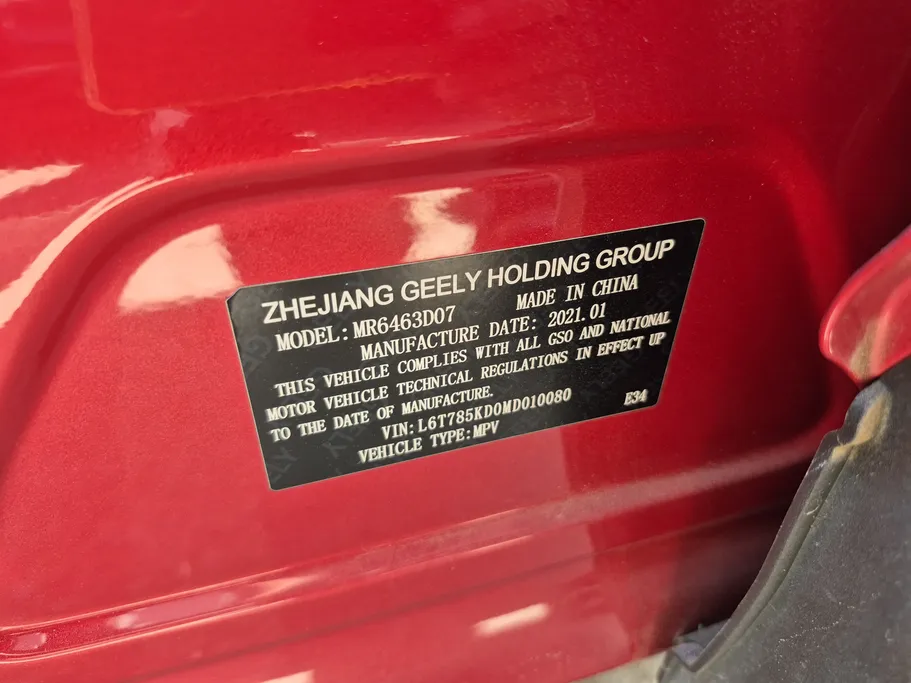 ZHEJIANG GEELY HOLDING GROUP
MODEL: MR6463D07 MADE IN CHINA
MANUFACTURE DATE: 2021.01
THIS VEHICLE COMPLIES WITH ALL GSO AND NATIONAL
MOTOR VEHICLE TECHNICAL REGULATIONS IN EFFECT UP
TO THE DATE OF MANUFACTURE.
VIN: L6T785KD0MD010080 E34
VEHICLE TYPE: MPV